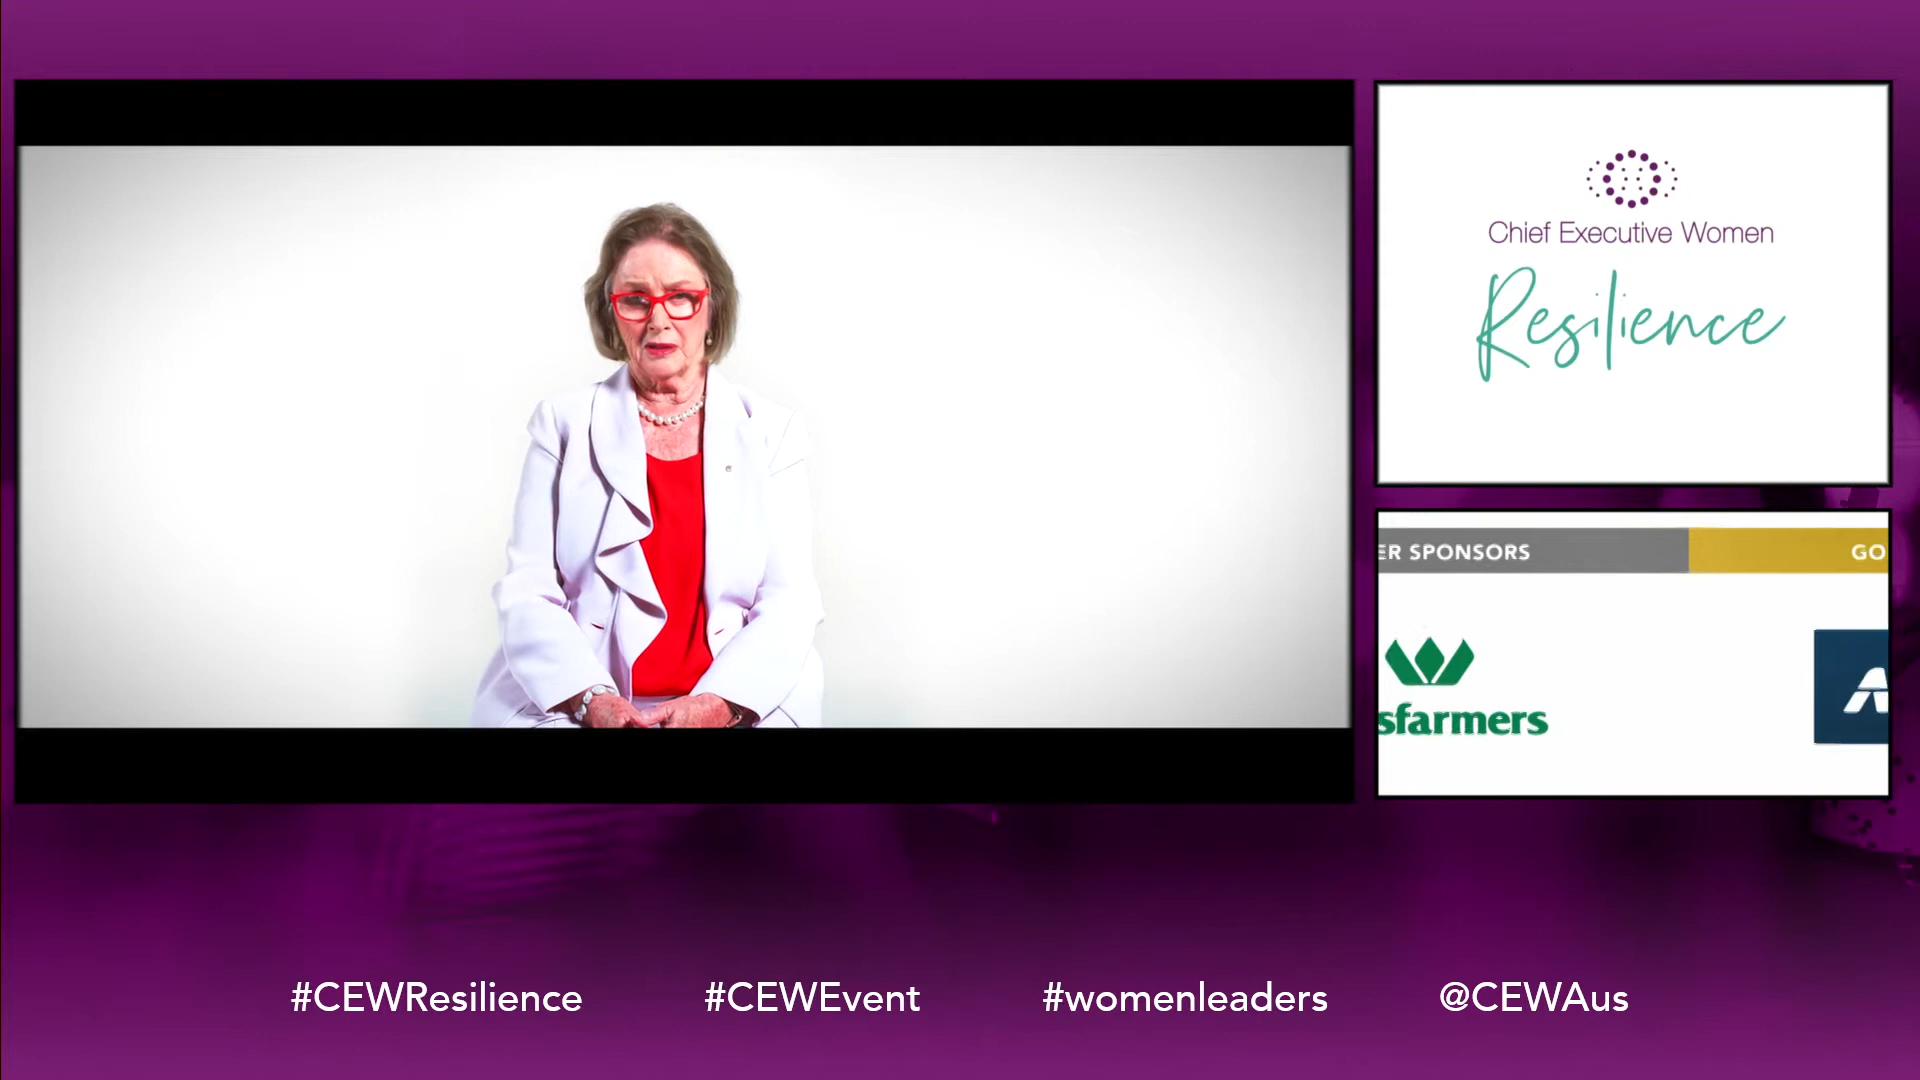 Chief Executive Women
Resilience
ER SPONSORS
GO
sfarmers
#CEWResilience
#CEWEvent
#womenleaders
@CEWAus